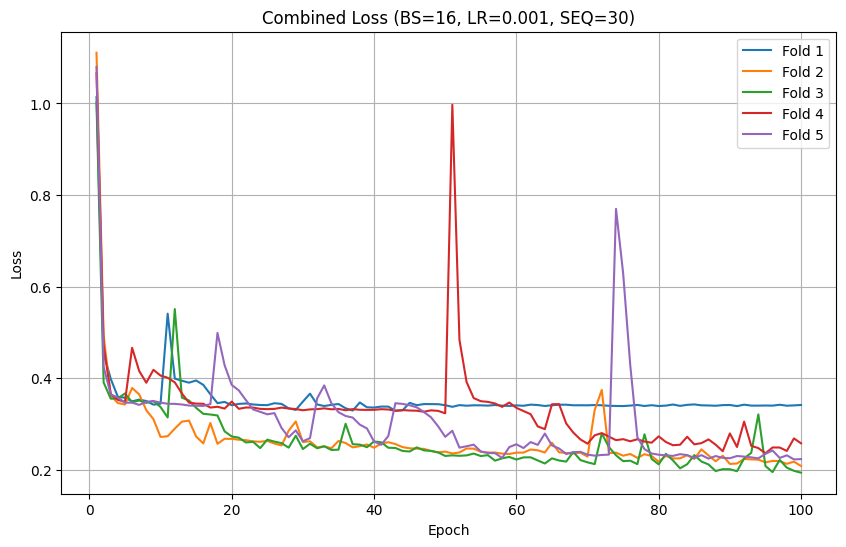 Combined Loss (BS=16, LR=0.001, SEQ=30)
Fold 1
Fold 2
Fold 3
Fold 4
Fold 5
Loss
1.0
0.8
0.6
0.4
0.2
0 20 40 60 80 100
Epoch